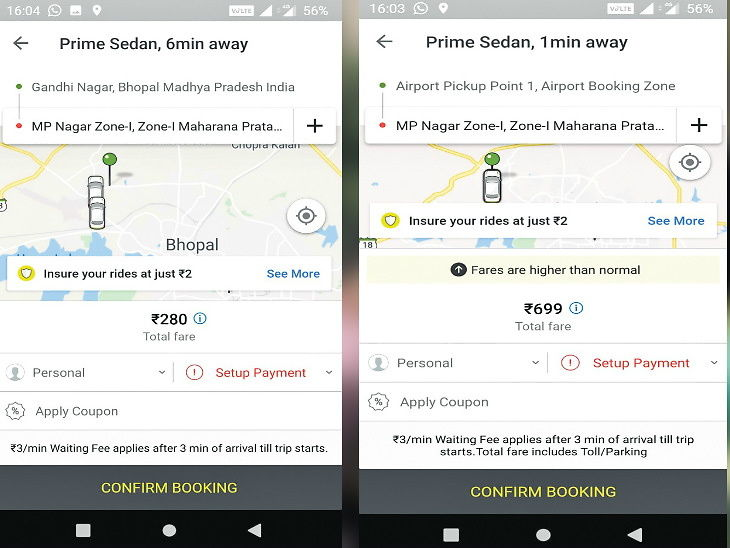 16:04
VoLTE
4G
56%
Prime Sedan, 6min away
Gandhi Nagar, Bhopal Madhya Pradesh India
MP Nagar Zone-I, Zone-I Maharana Prata...
+
Chopra Kalan
Bhopal
Insure your rides at just ₹2 See More
₹280
Total fare
Personal
Setup Payment
% Apply Coupon
₹3/min Waiting Fee applies after 3 min of arrival till trip starts.
CONFIRM BOOKING
16:03
VoLTE
4G
56%
Prime Sedan, 1min away
Airport Pickup Point 1, Airport Booking Zone
MP Nagar Zone-I, Zone-I Maharana Prata...
+
Insure your rides at just ₹2 See More
18
Fares are higher than normal
₹699
Total fare
Personal
Setup Payment
% Apply Coupon
₹3/min Waiting Fee applies after 3 min of arrival till trip
starts.Total fare includes Toll/Parking
CONFIRM BOOKING